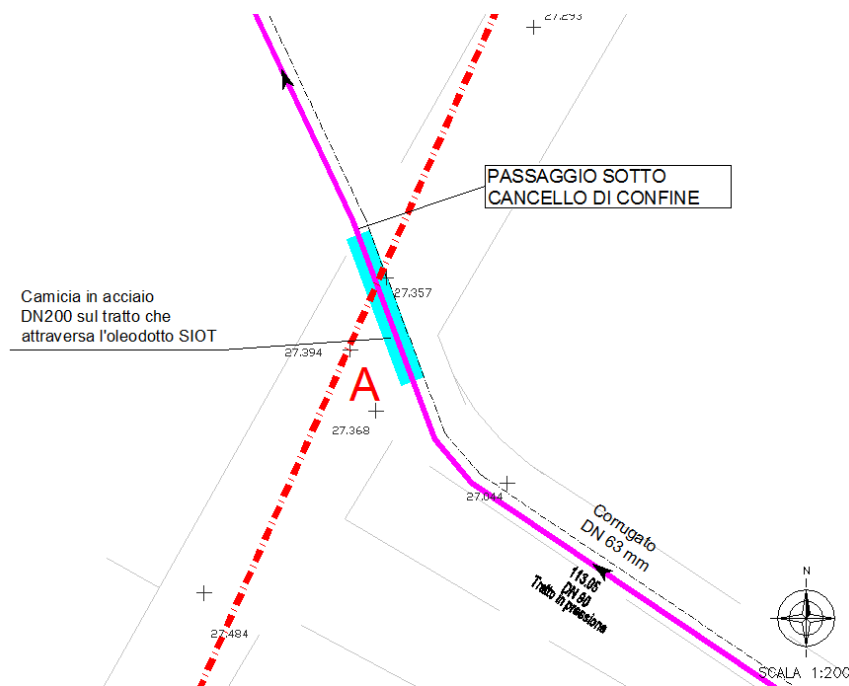 27.293
PASSAGGIO SOTTO
CANCELLO DI CONFINE
27.357
Camicia in acciaio
DN200 sul tratto che
attraversa l'oleodotto SIOT
27.394
A
27.368
27.044
Corrugato
DN 63 mm
113.05
DN 80
Tratto in pressione
27.484
N
SCALA 1:200